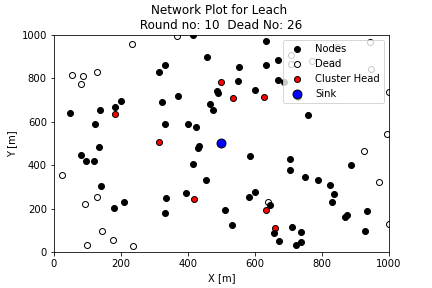 Network Plot for Leach
Round no: 10 Dead No: 26
1000
800
600
400
200
0
Y [m]
Nodes
Dead
Cluster Head
Sink
0
200
400
600
800
1000
X [m]